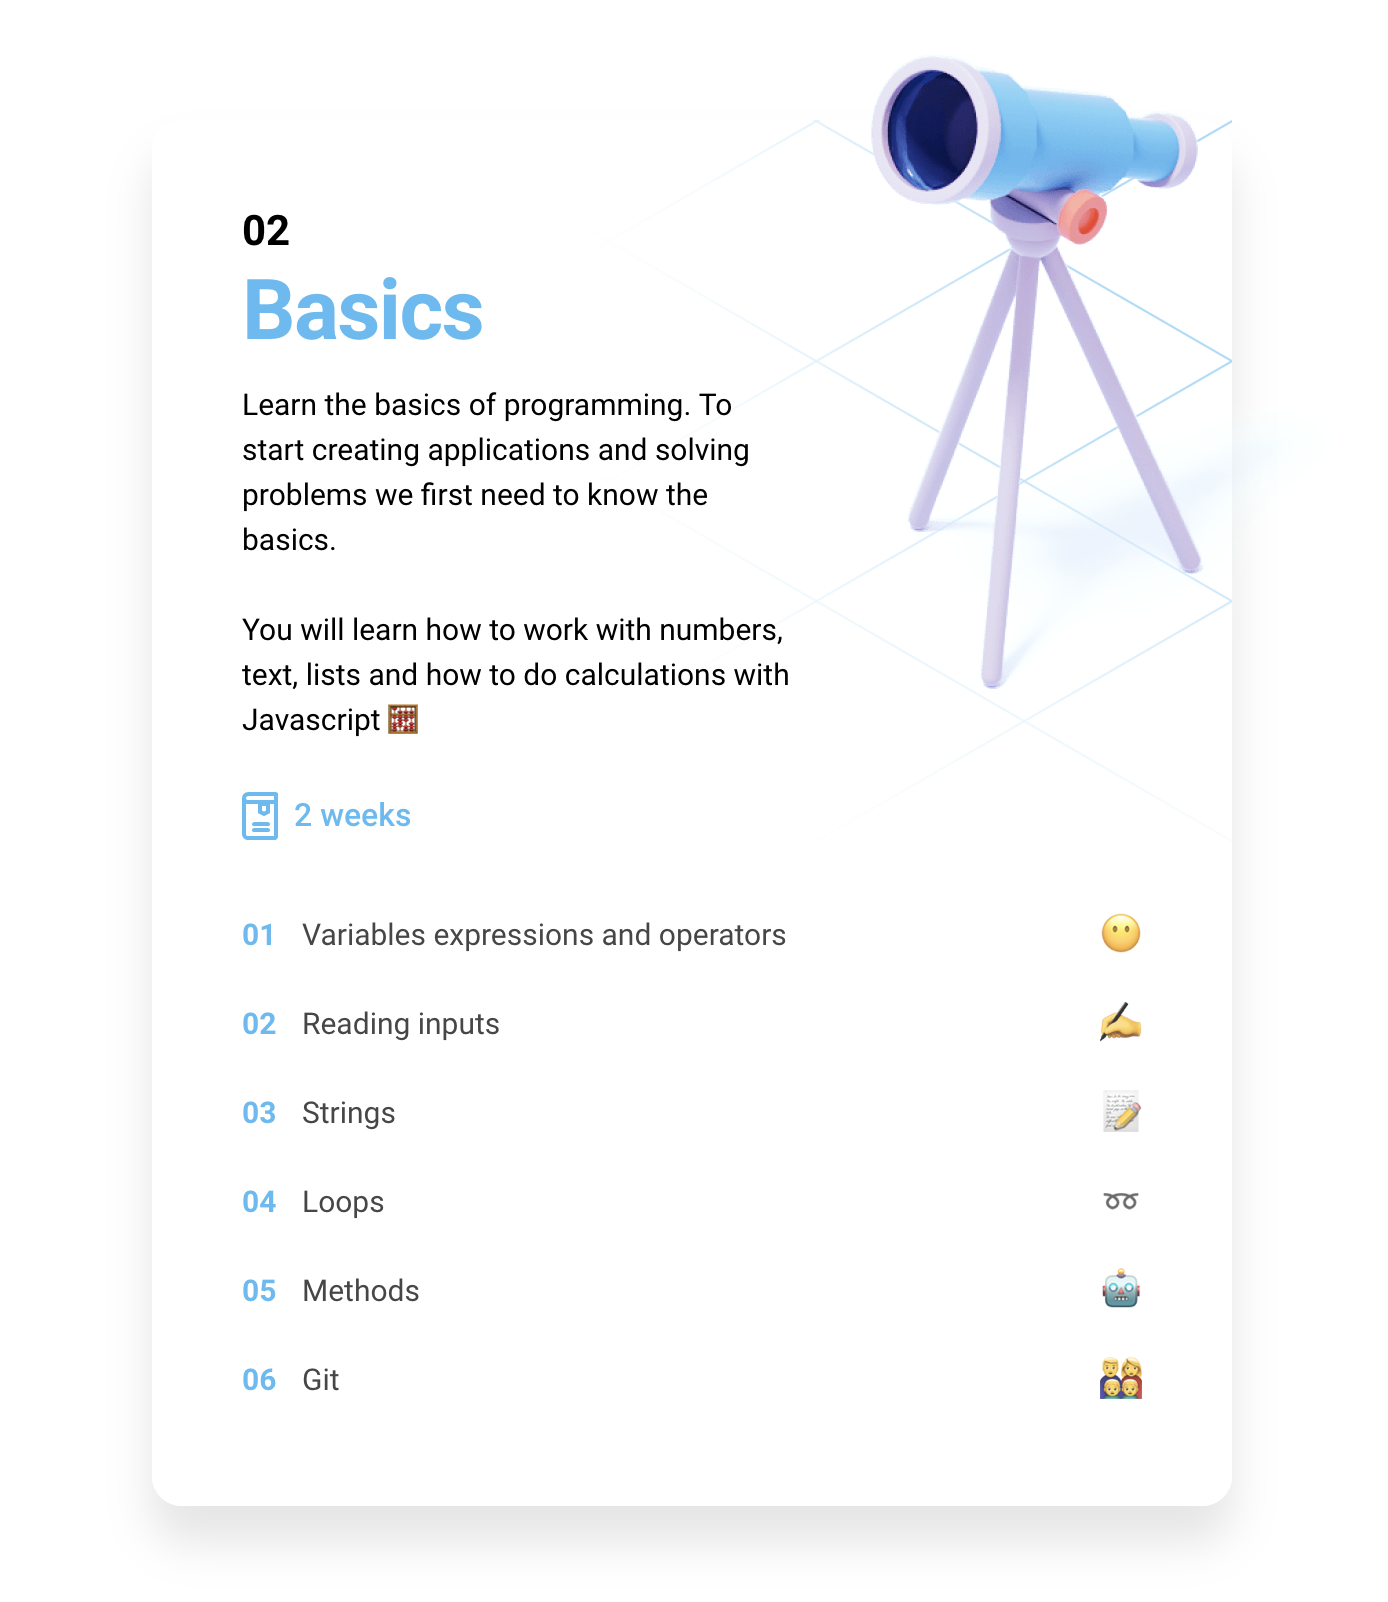 02
Basics
Learn the basics of programming. To
start creating applications and solving
problems we first need to know the
basics.
You will learn how to work with numbers,
text, lists and how to do calculations with
Javascript 🧮
2 weeks
01 Variables expressions and operators 😶
02 Reading inputs ✍️
03 Strings 📝
04 Loops ➿
05 Methods 🤖
06 Git 👨‍👩‍👦‍👦